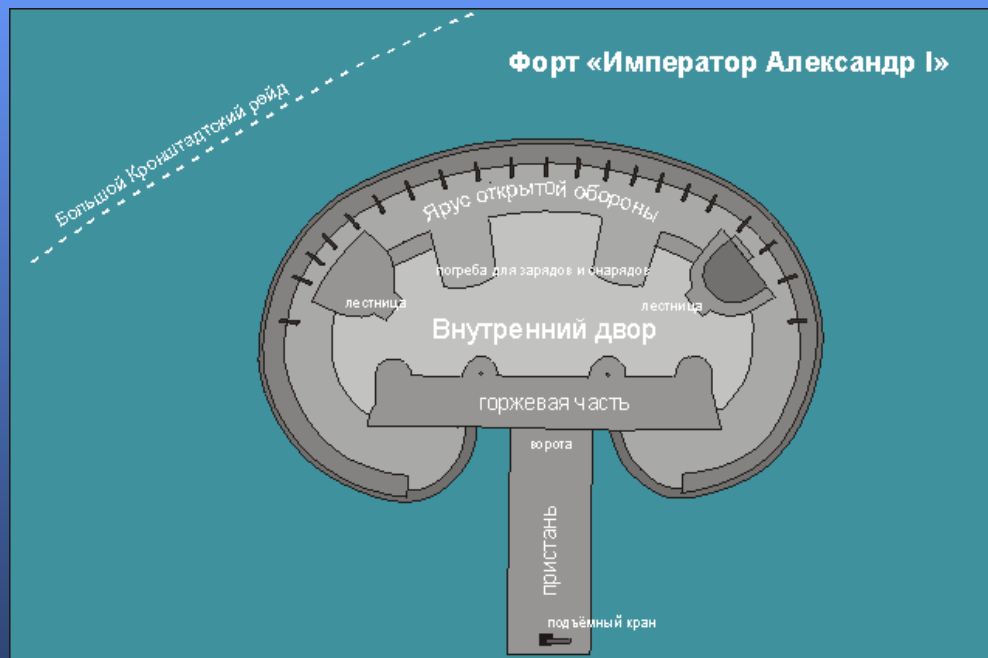 Форт «Император Александр I»
Большой Кронштадтский рейд
Ярус открытой обороны
погреба для зарядов и снарядов
лестница
лестница
Внутренний двор
горжевая часть
ворота
пристань
подъёмный кран